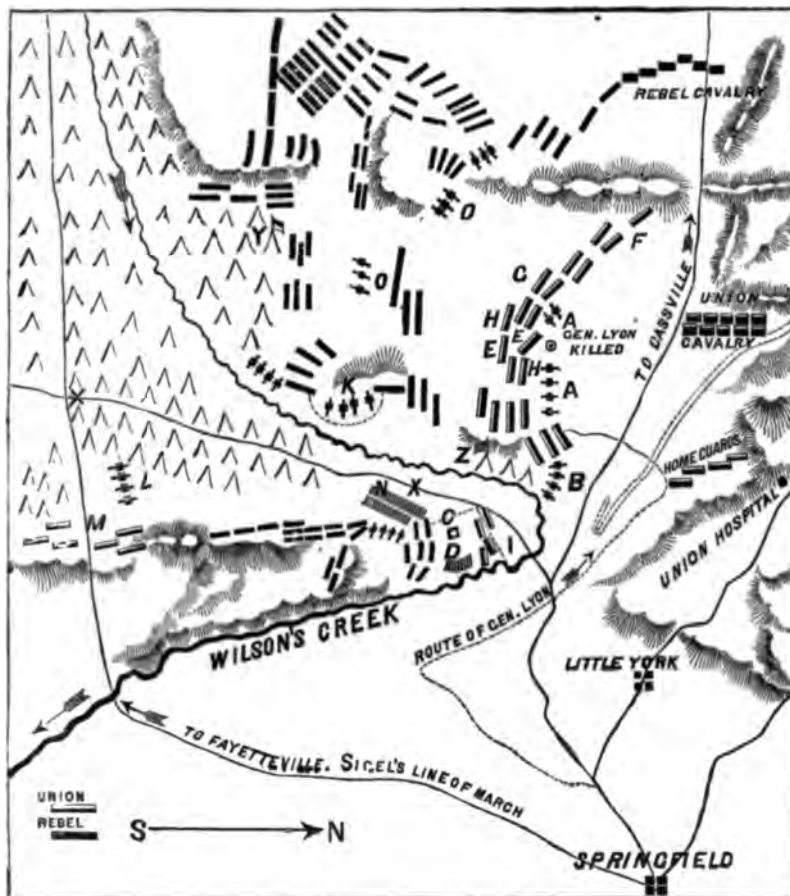 REBEL CAVALRY
O
Y
F
G
UNION
CAVALRY
O
H
A
E
GEN. LYON
KILLED
E
H
TO CASSVILLE
K
A
Z
HOME GUARDS
L
N
X
B
M
C
D
I
UNION HOSPITAL
WILSON'S CREEK
ROUTE OF GEN. LYON
LITTLE YORK
TO FAYETTEVILLE. SIGEL'S LINE OF MARCH
UNION
REBEL
S
N
SPRINGFIELD